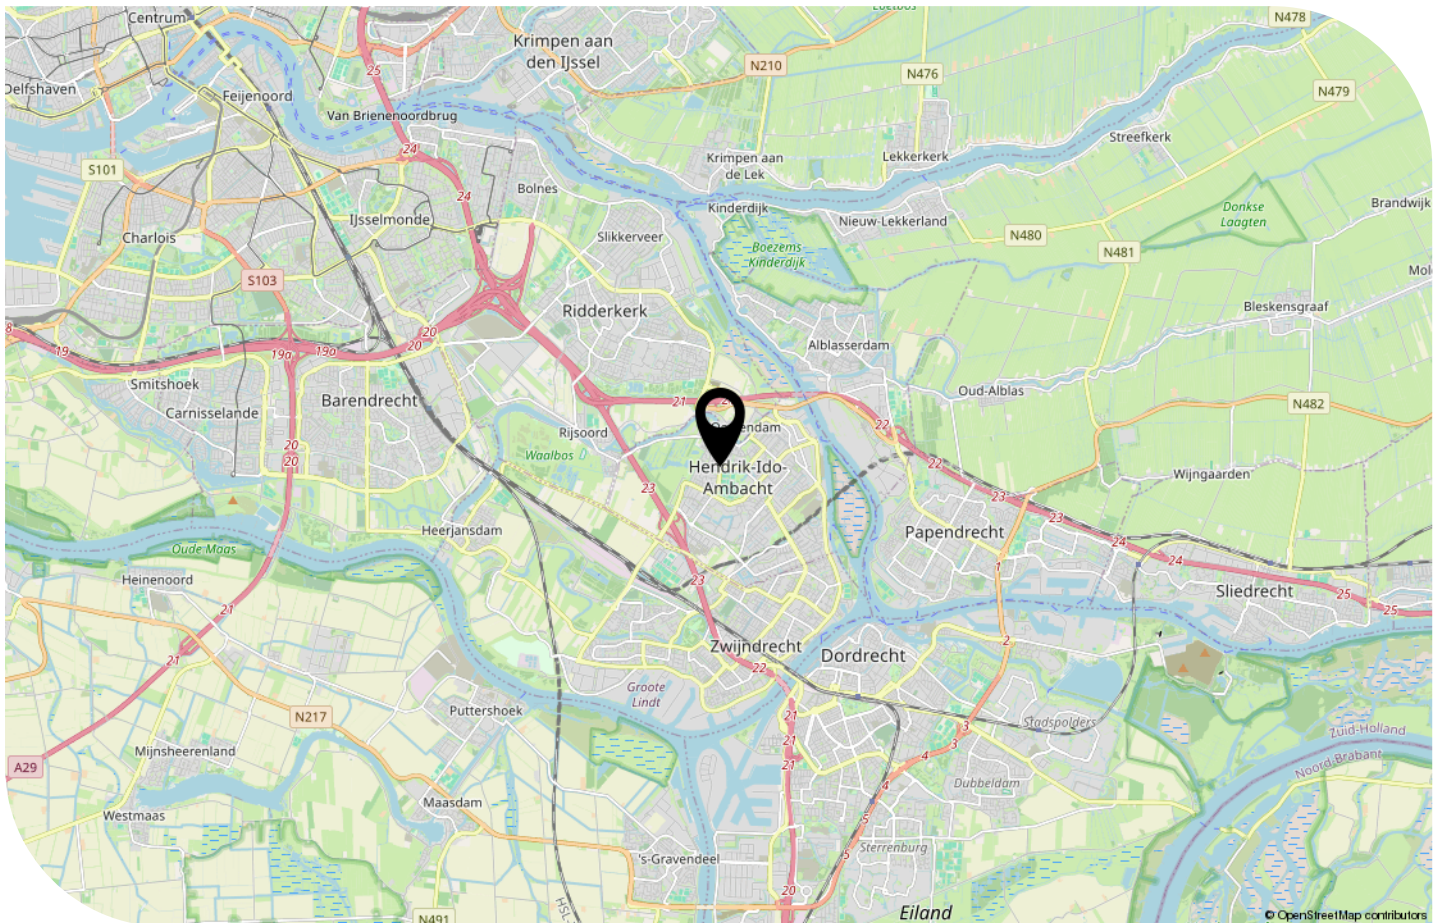 Centrum
Krimpen aan
den IJssel
N478
N210
N476
25
Delfshaven
Feijenoord
N479
Van Brienenoordbrug
24
Streefkerk
Krimpen aan
de Lek
Lekkerkerk
S101
24
Bolnes
Kinderdijk
Nieuw-Lekkerland
Donkse
Laagten
Brandwijk
IJsselmonde
Charlois
Slikkerveer
N480
N481
Boezems
Kinderdijk
S103
Ridderkerk
Bleskensgraaf
8
19
19a
19a
20
20
Alblasserdam
Smitshoek
Barendrecht
Carnisselande
Oud-Alblas
N482
21
Rijsoord
Waalbos
22
20
20
Hendrik-Ido-
Ambacht
22
Wijngaarden
23
23
23
Heerjansdam
Papendrecht
24
Oude Maas
24
Heinenoord
1
23
Sliedrecht
25
25
21
21
Zwijndrecht
22
2
Dordrecht
Groote
Lindt
Puttershoek
N217
21
21
21
Stadspolders
3
3
4
4
Zuid-Holland
Noord-Brabant
Mijnsheerenland
A29
Dubbeldam
Maasdam
Westmaas
5
5
Sterrenburg
's-Gravendeel
20
N491
HSL-
Eiland
© OpenStreetMap contributors